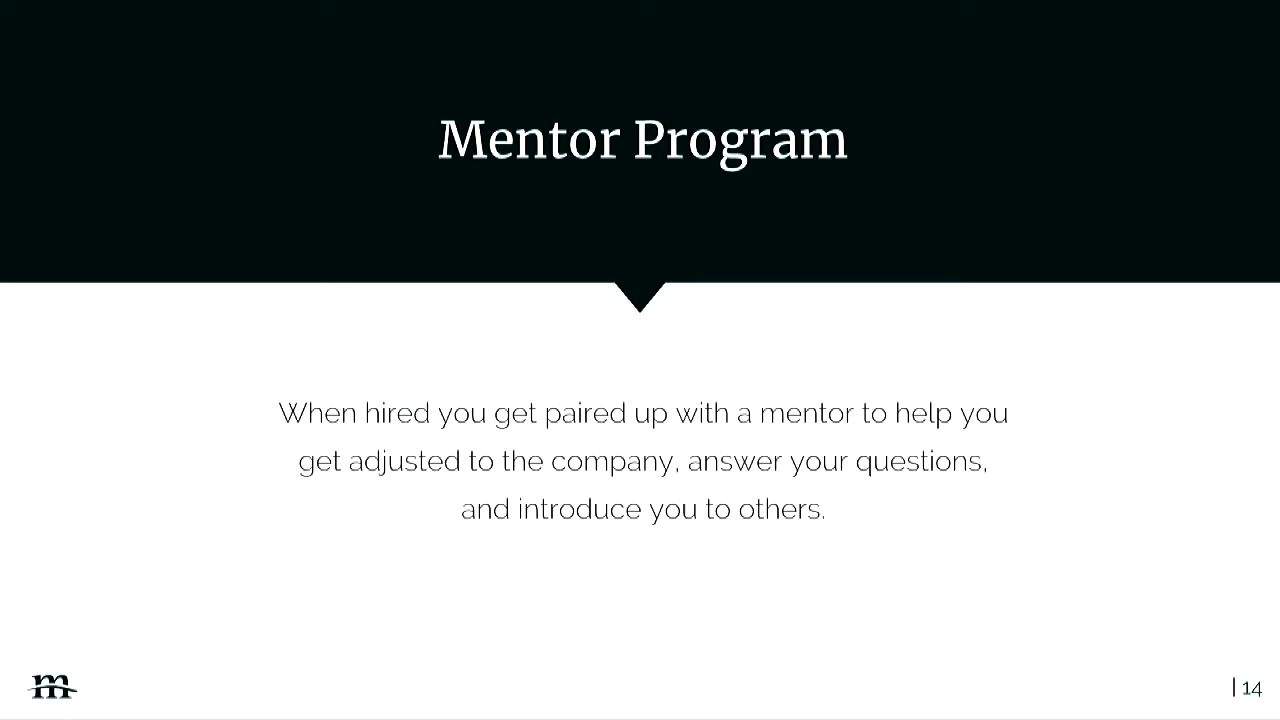 Mentor Program
When hired you get paired up with a mentor to help you
get adjusted to the company, answer your questions,
and introduce you to others.
m
| 14